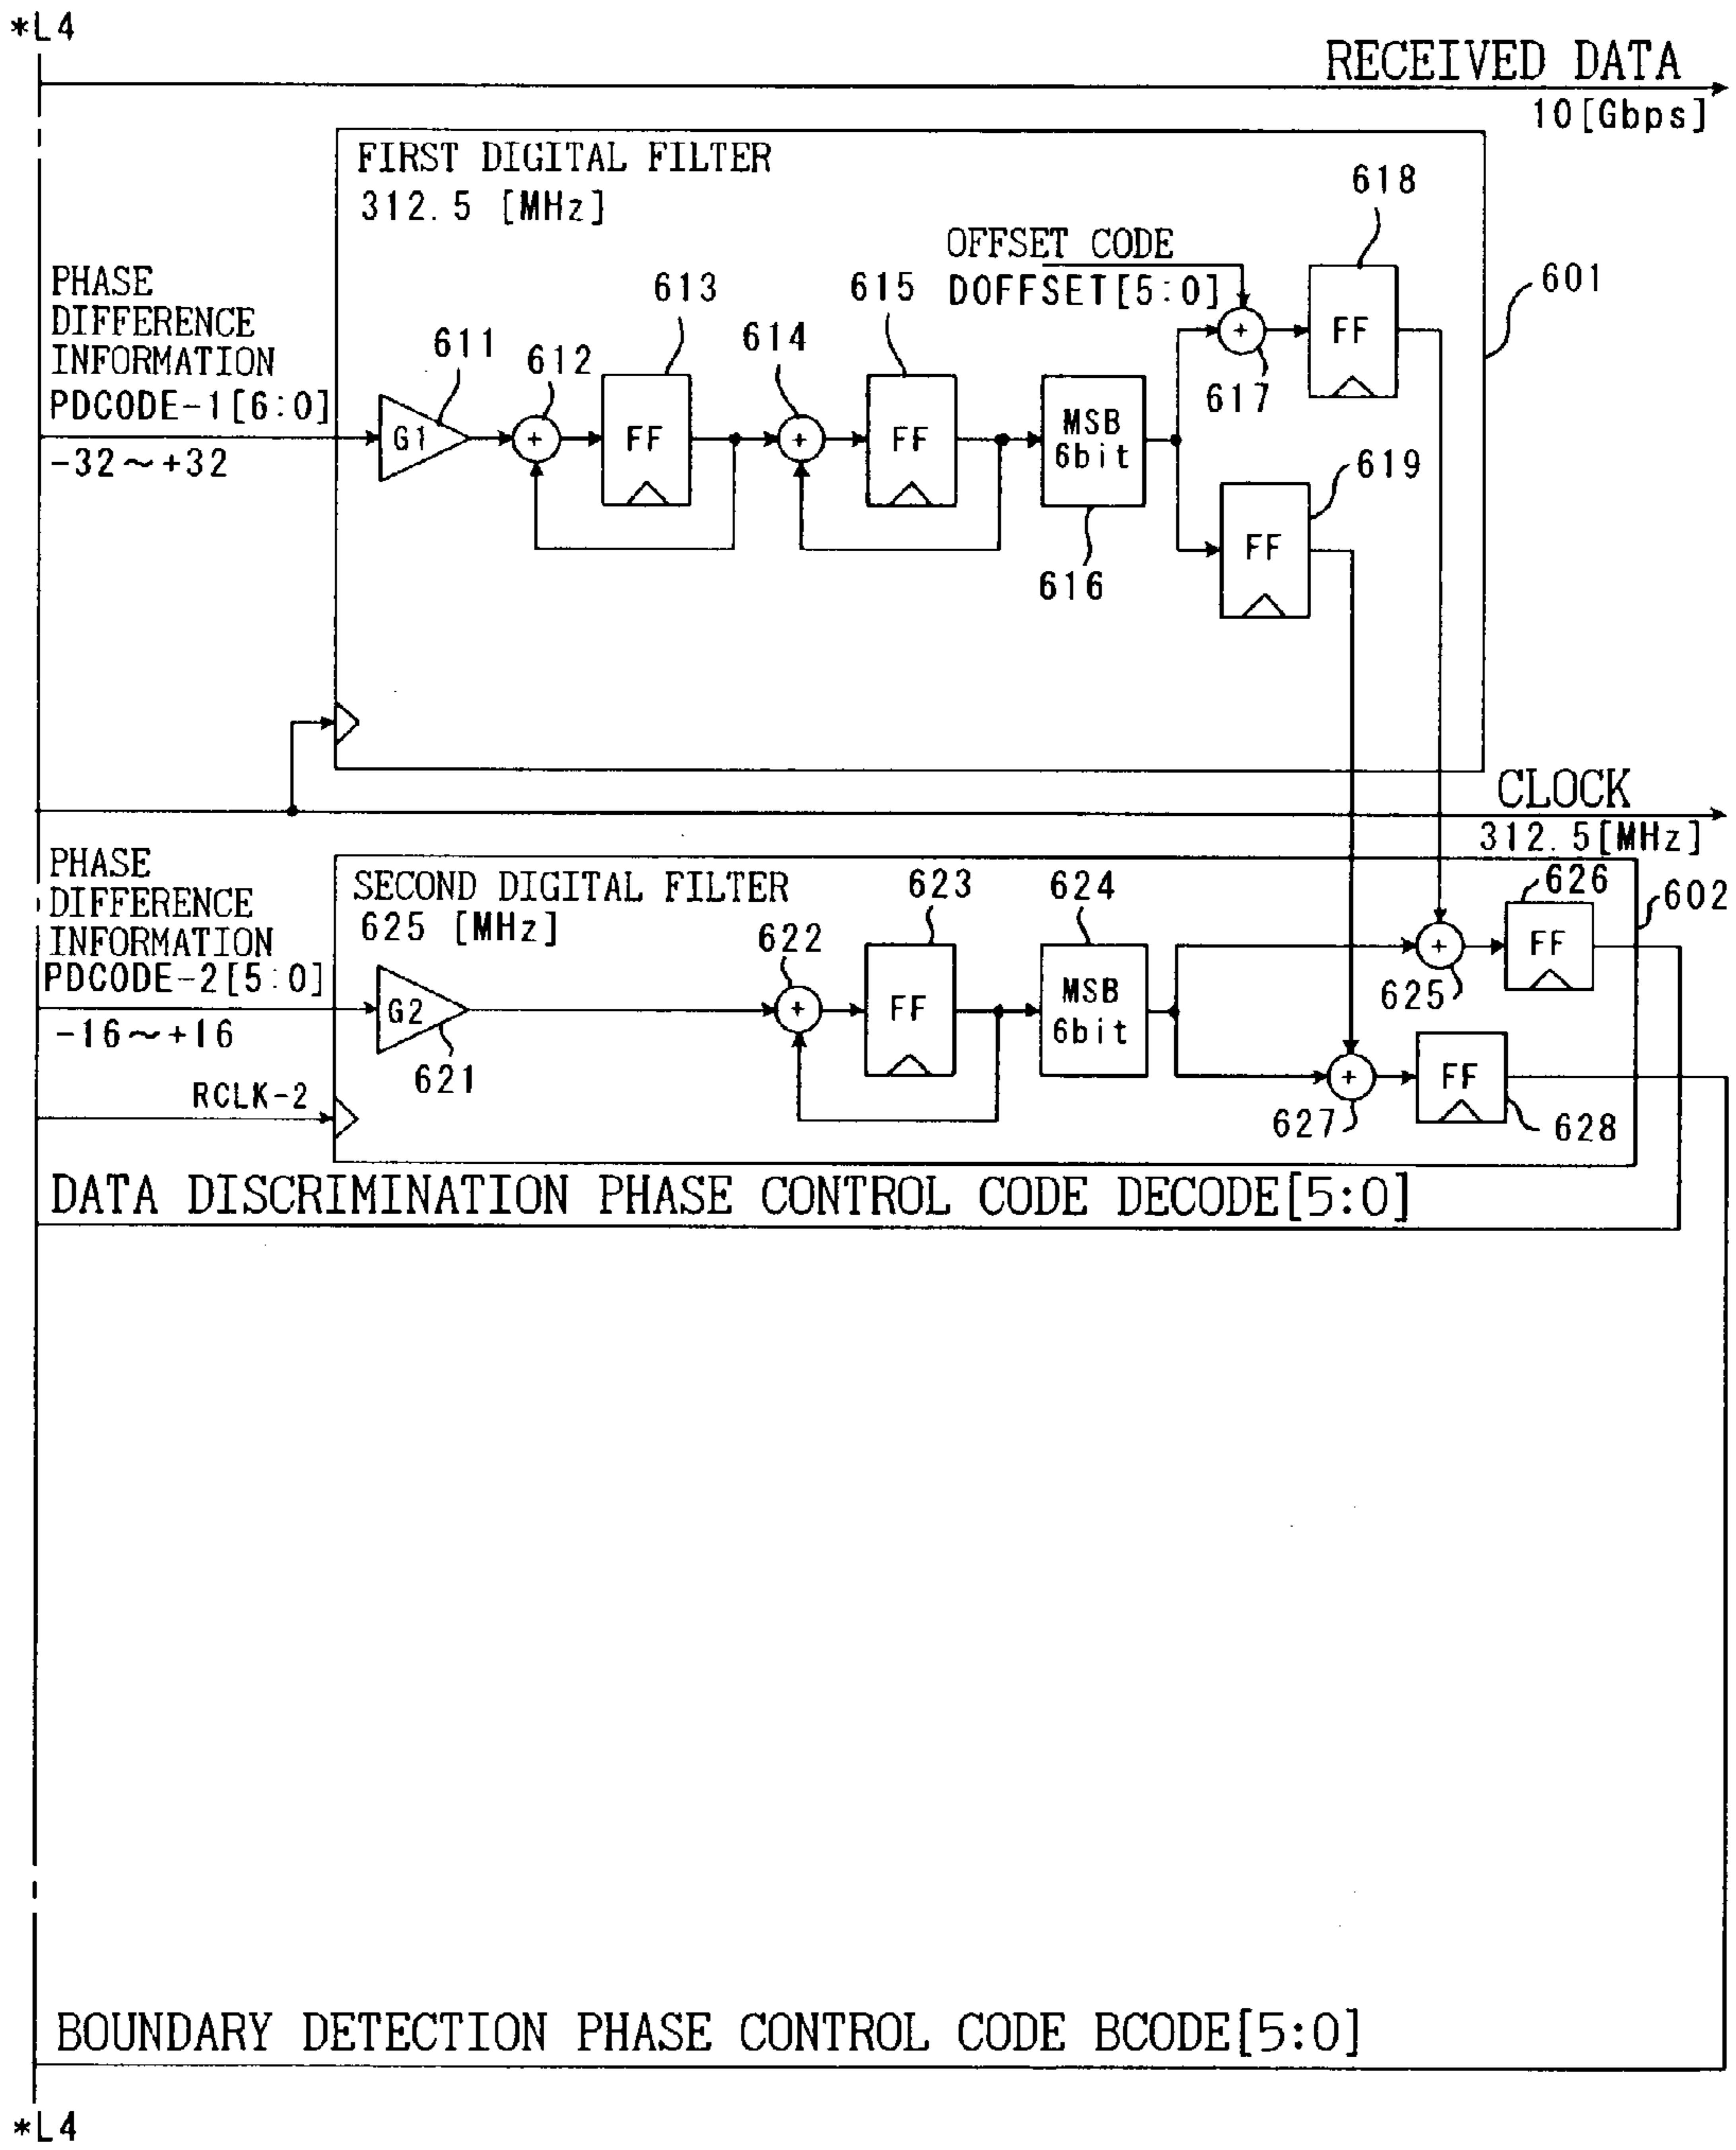 *L4
RECEIVED DATA
10[Gbps]
FIRST DIGITAL FILTER
312.5 [MHz]
618
OFFSET CODE
DOFFSET[5:0]
601
PHASE
DIFFERENCE
INFORMATION
PDCODE-1[6:0]
-32~+32
611
612
613
614
615
G1
+
FF
+
FF
MSB
6bit
616
+
617
FF
619
FF
CLOCK
312.5[MHz]
PHASE
DIFFERENCE
INFORMATION
PDCODE-2[5:0]
-16~+16
SECOND DIGITAL FILTER
625 [MHz]
622
623
624
626
602
G2
621
+
FF
MSB
6bit
+
625
FF
+
627
FF
628
RCLK-2
DATA DISCRIMINATION PHASE CONTROL CODE DECODE[5:0]
BOUNDARY DETECTION PHASE CONTROL CODE BCODE[5:0]
*L4